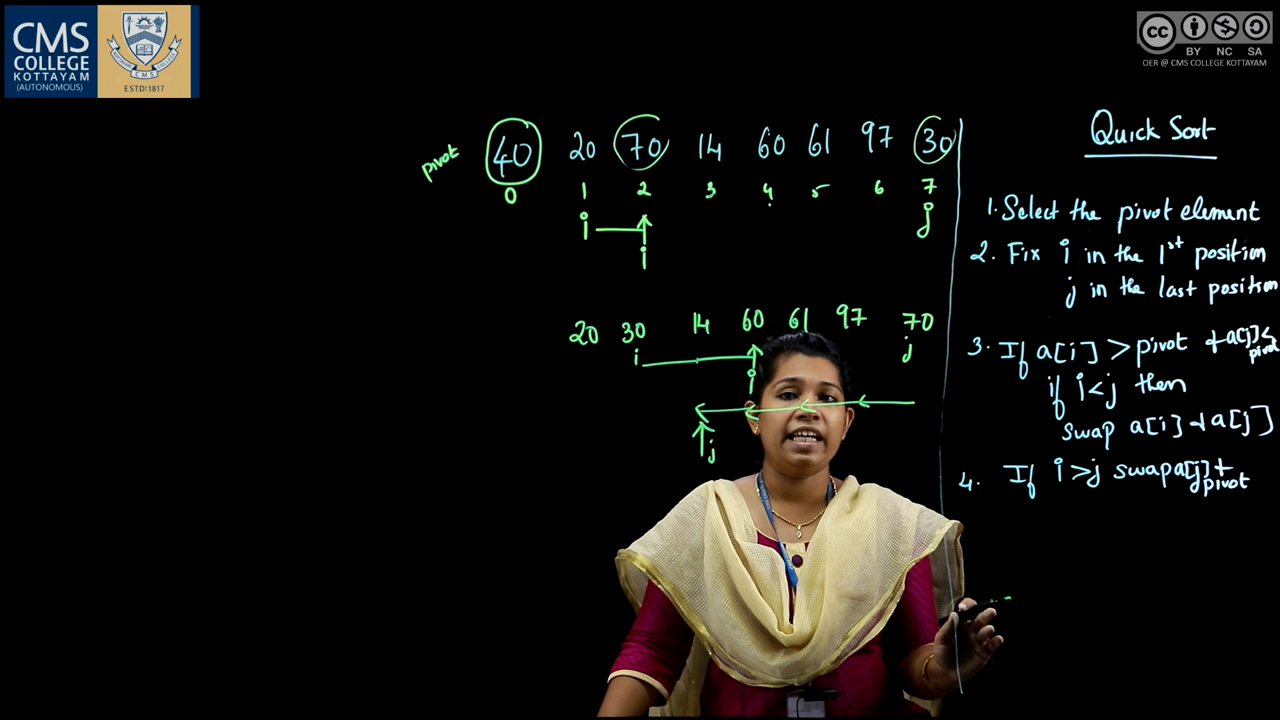 CMS
COLLEGE
KOTTAYAM
(AUTONOMOUS)
CMS
ESTD:1817
CC
BY NC SA
OER @ CMS COLLEGE KOTTAYAM
pivot 40 20 70 14 60 61 97 30
0 1 2 3 4 5 6 7
i j
i
20 30 14 60 61 97 70
i j
i
j
Quick Sort
1. Select the pivot element
2. Fix i in the 1st position
j in the last position
3. If a[i] > pivot + a[j]<
pivot
if i<j then
swap a[i] + a[j]
4. If i>j swap a[j] +
pivot